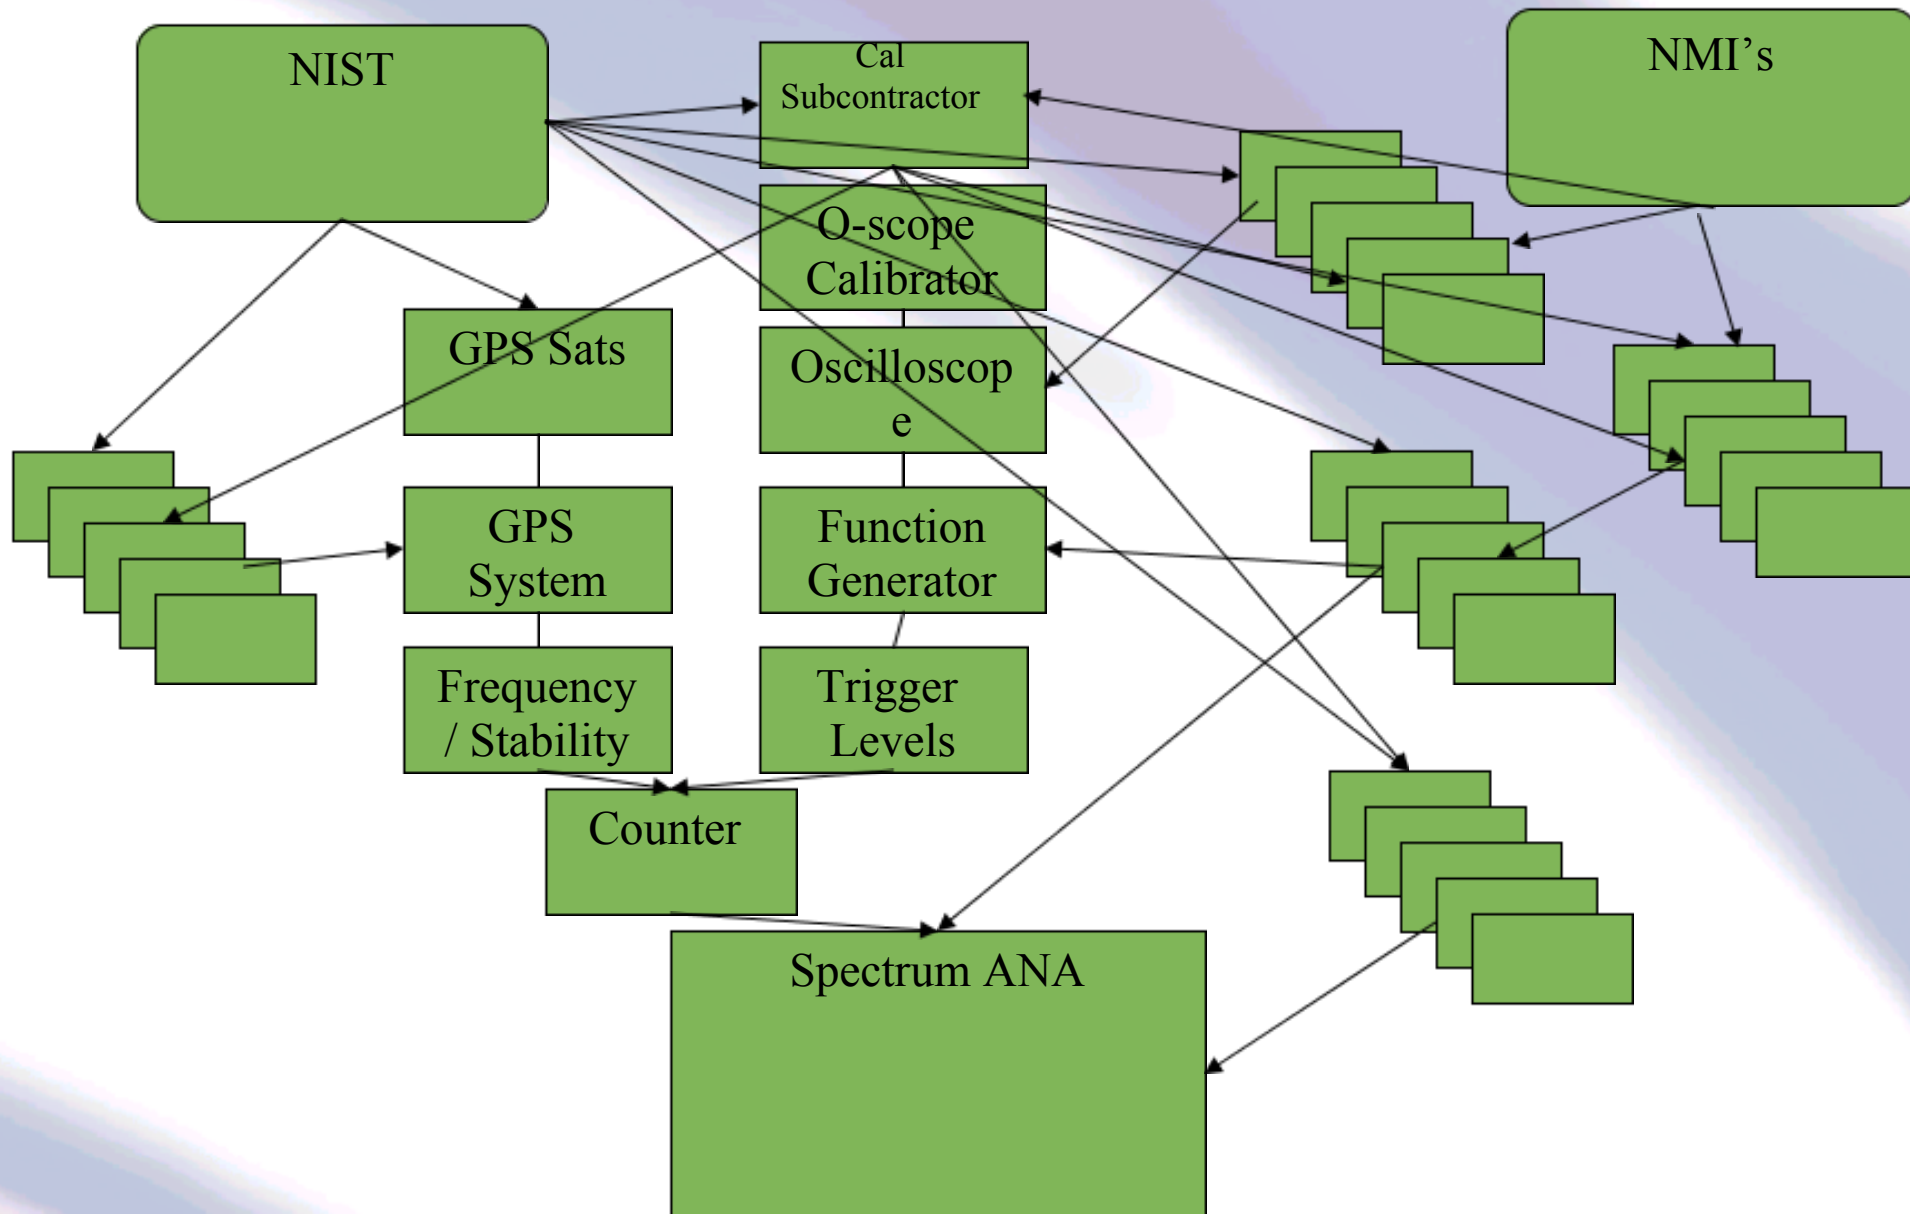 NIST
Cal
Subcontractor
NMI’s
O-scope
Calibrator
GPS Sats
Oscilloscop
e
GPS
System
Function
Generator
Frequency
/ Stability
Trigger
Levels
Counter
Spectrum ANA